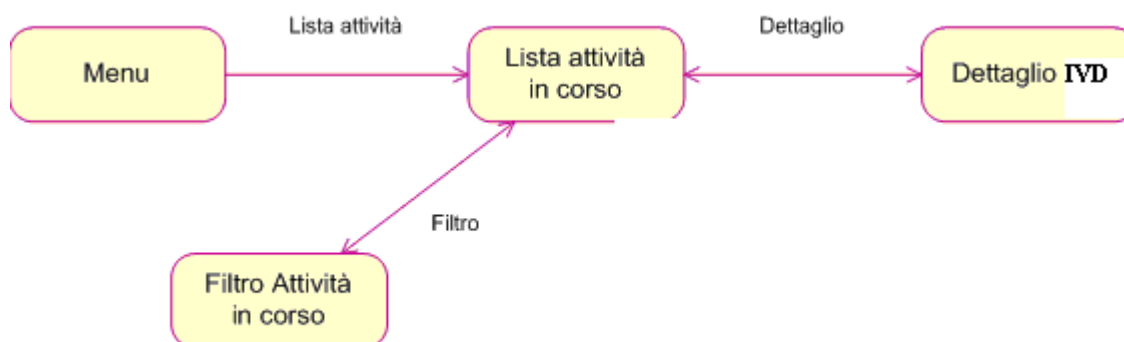 Lista attività
Dettaglio
Menu
Lista attività
in corso
Dettaglio IVD
Filtro
Filtro Attività
in corso